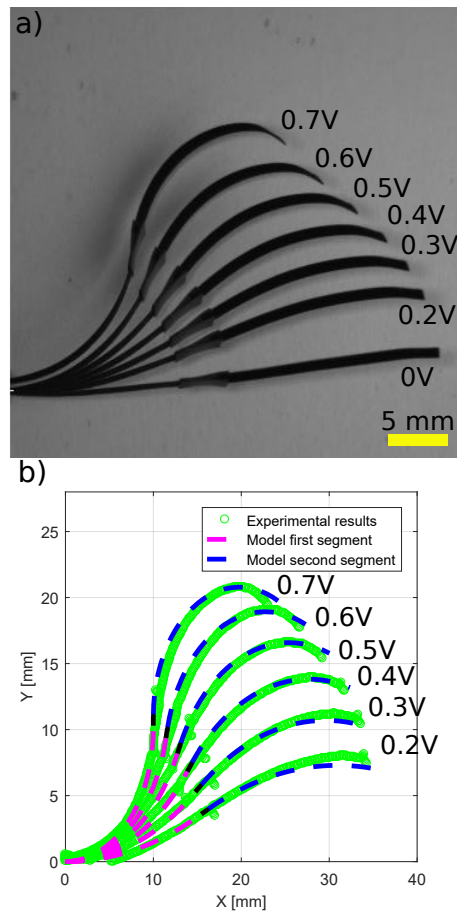 a)
0.7V
0.6V
0.5V
0.4V
0.3V
0.2V
0V
5 mm
b)
25
20
15
10
5
0
Y [mm]
Experimental results
Model first segment
Model second segment
0.7V
0.6V
0.5V
0.4V
0.3V
0.2V
0
10
20
30
40
X [mm]